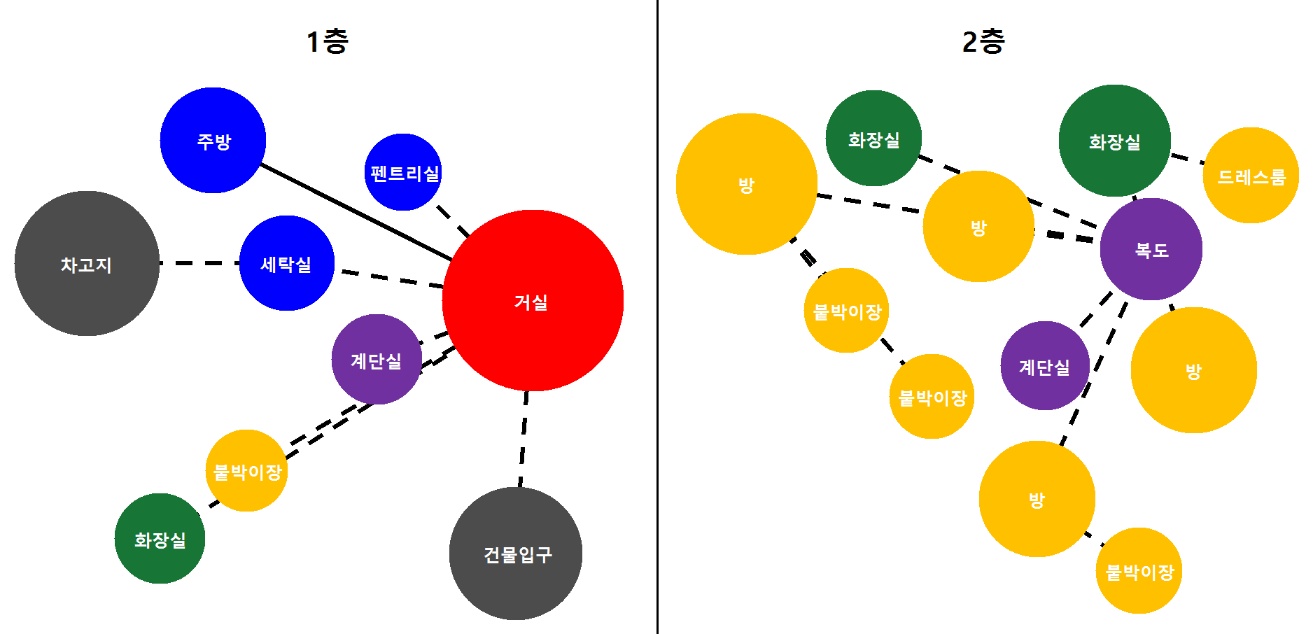 1층
주방
펜트리실
차고지
세탁실
거실
계단실
붙박이장
화장실
건물입구
2층
화장실
화장실
드레스룸
방
방
복도
붙박이장
계단실
방
붙박이장
방
붙박이장